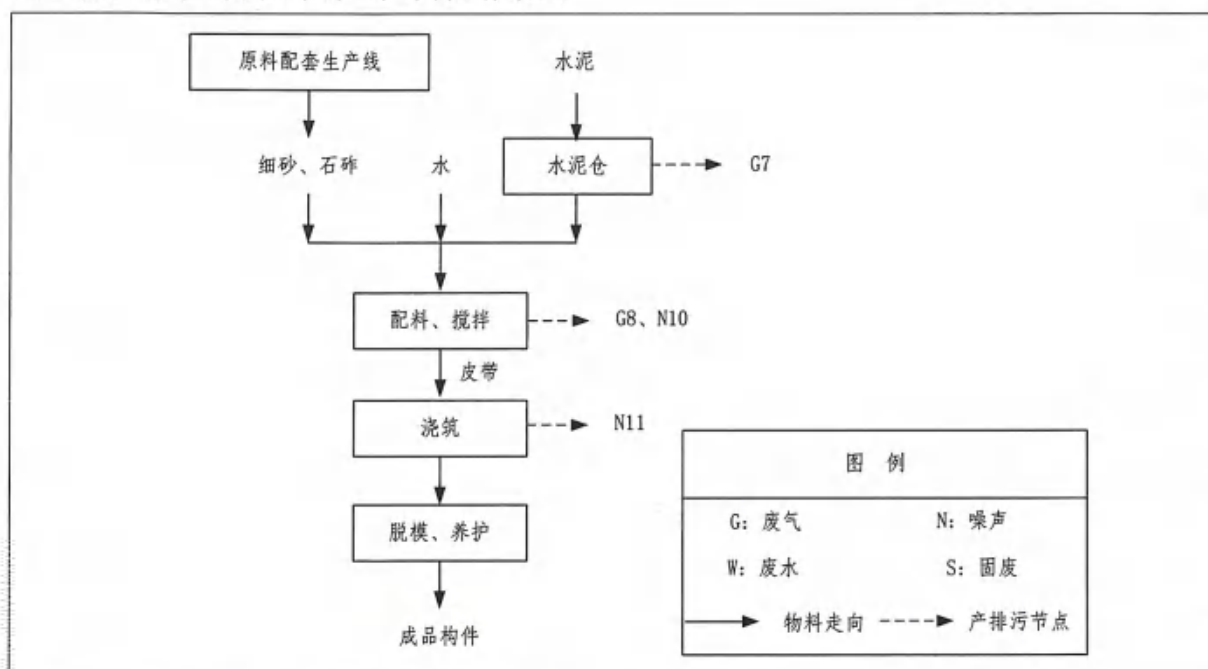 原料配套生产线
水泥
细砂、石砟
水
水泥仓
G7
配料、搅拌
G8、N10
皮带
浇筑
N11
脱模、养护
成品构件
图 例
G: 废气
N: 噪声
W: 废水
S: 固废
物料走向
产排污节点